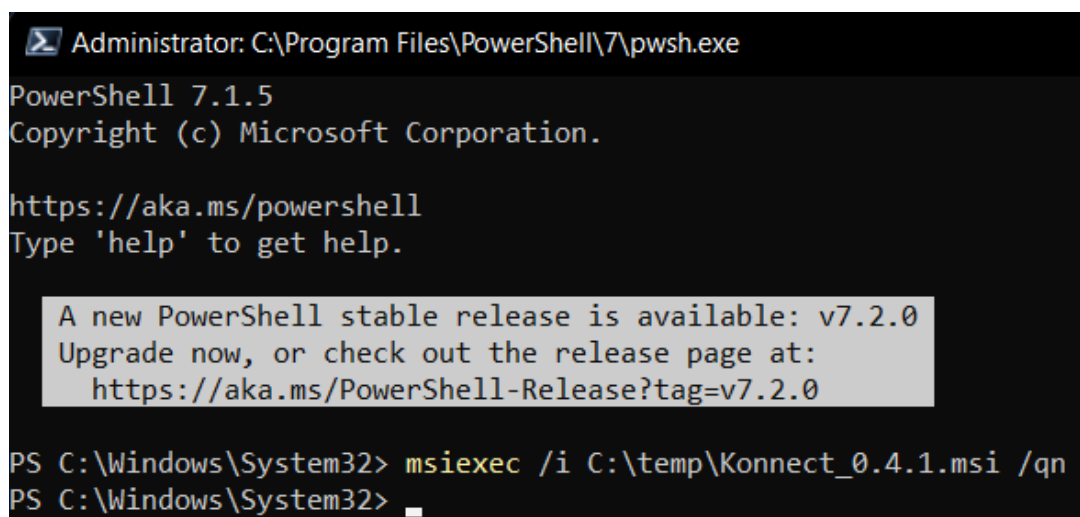 Administrator: C:\Program Files\PowerShell\7\pwsh.exe
PowerShell 7.1.5
Copyright (c) Microsoft Corporation.
https://aka.ms/powershell
Type 'help' to get help.
A new PowerShell stable release is available: v7.2.0
Upgrade now, or check out the release page at:
https://aka.ms/PowerShell-Release?tag=v7.2.0
PS C:\Windows\System32> msiexec /i C:\temp\Konnect_0.4.1.msi /qn
PS C:\Windows\System32>